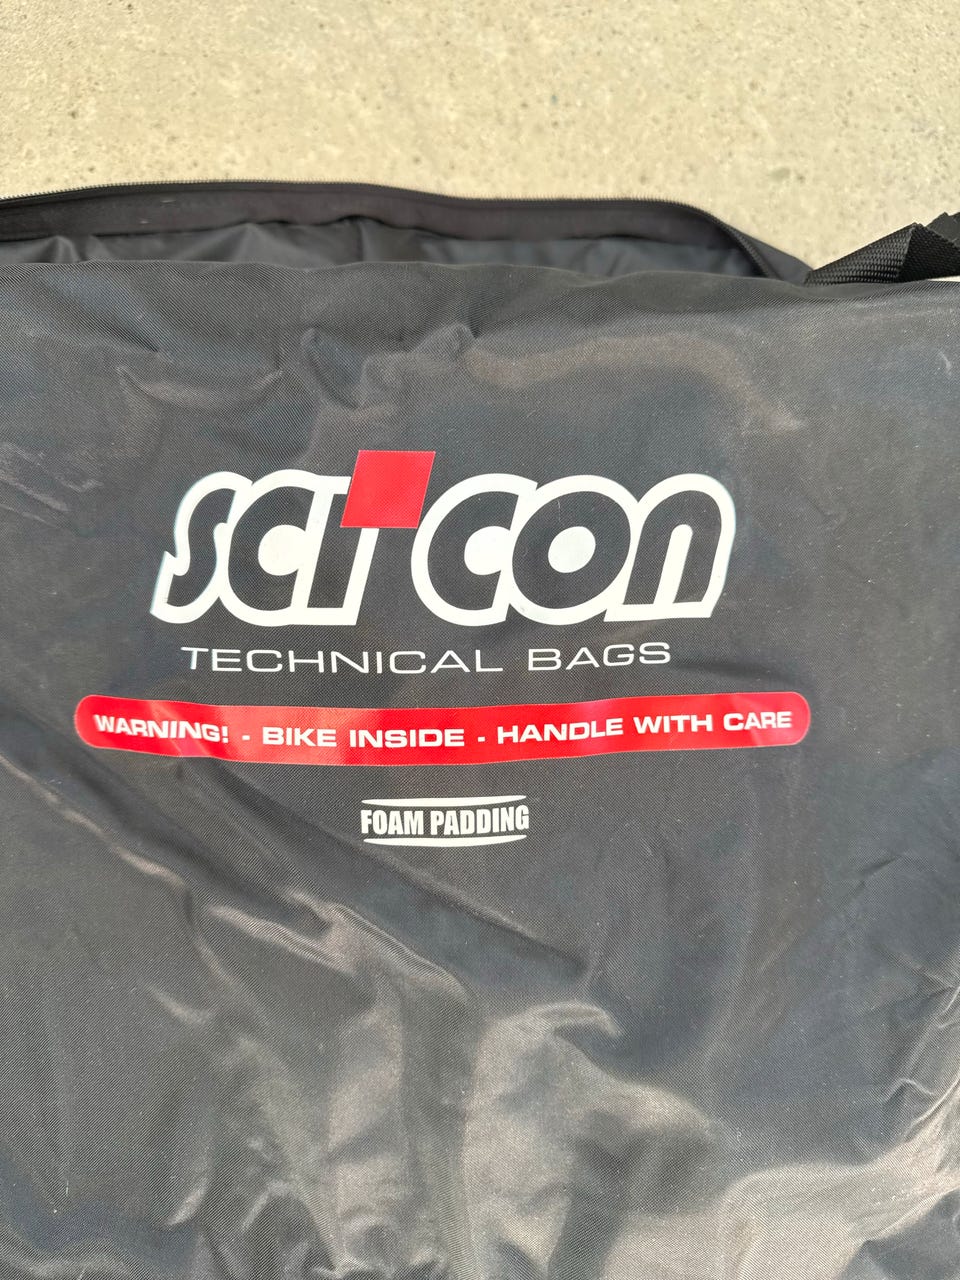 SCI'CON
TECHNICAL BAGS
WARNING! - BIKE INSIDE - HANDLE WITH CARE
FOAM PADDING